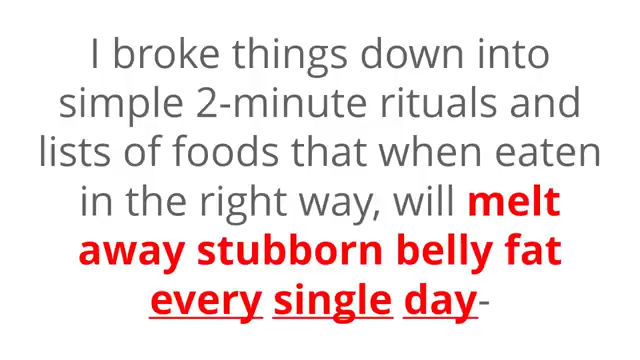 I broke things down into
simple 2-minute rituals and
lists of foods that when eaten
in the right way, will melt
away stubborn belly fat
every single day-